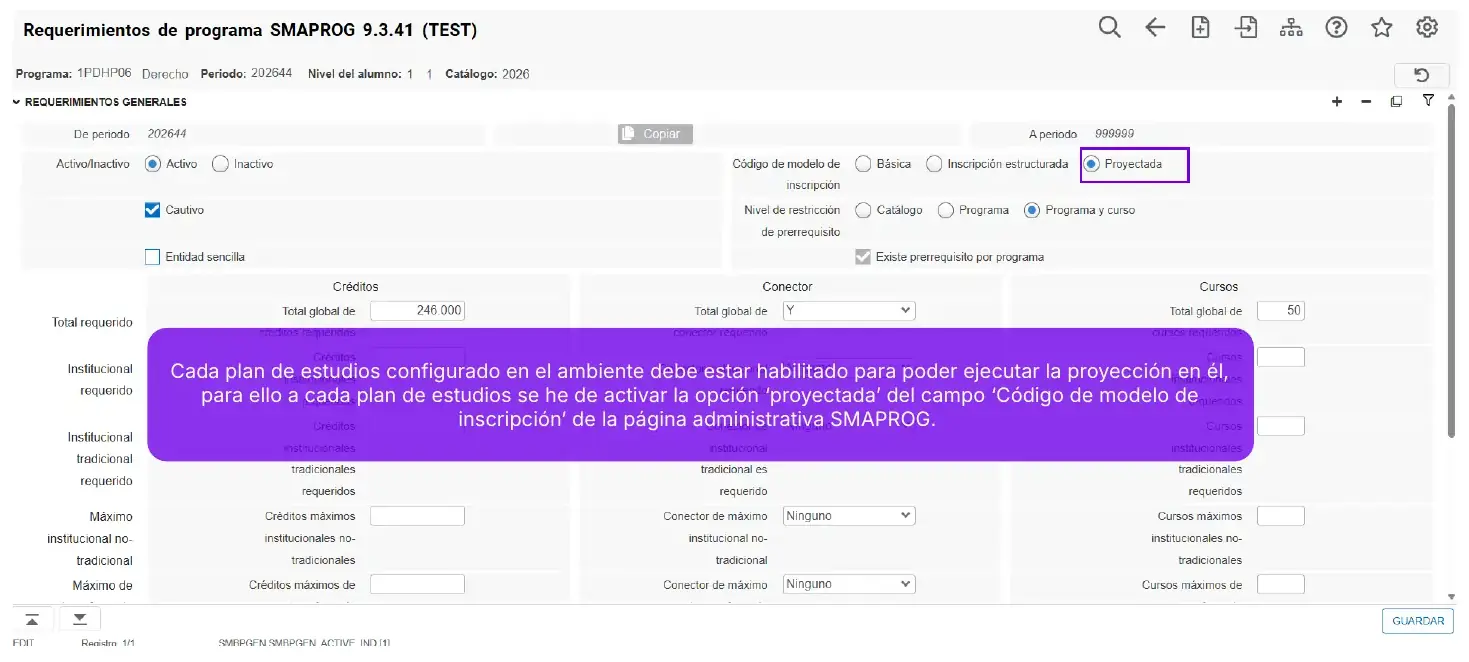 Requerimientos de programa SMAPROG 9.3.41 (TEST)
Programa: 1PDHP06 Derecho Periodo: 202644 Nivel del alumno: 1 1 Catálogo: 2026
REQUERIMIENTOS GENERALES
De periodo 202644 Copiar A periodo 999999
Activo/Inactivo Activo Inactivo Código de modelo de Básica Inscripción estructurada Proyectada
inscripción
Cautivo Nivel de restricción Catálogo Programa Programa y curso
de prerrequisito
Entidad sencilla Existe prerrequisito por programa
Créditos Conector Cursos
Total global de 246.000 Total global de Y Total global de 50
Total requerido
créditos requeridos conector requerido cursos requeridos
Créditos Cursos
Institucional
requerido
Cada plan de estudios configurado en el ambiente debe estar habilitado para poder ejecutar la proyección en él,
para ello a cada plan de estudios se he de activar la opción ‘proyectada’ del campo ‘Código de modelo de
inscripción’ de la página administrativa SMAPROG.
Créditos Cursos
Institucional
tradicional
requerido
institucionales institucional institucionales
tradicionales tradicional es tradicionales
requeridos requerido requeridos
Máximo Créditos máximos Conector de máximo Ninguno Cursos máximos
institucional no- institucionales no- institucional no- institucionales no-
tradicional tradicionales tradicional tradicionales
Máximo de Créditos máximos de Conector de máximo Ninguno Cursos máximos de
GUARDAR
EDIT Registro: 1/1 SMBPGEN.SMBPGEN_ACTIVE_IND [1]